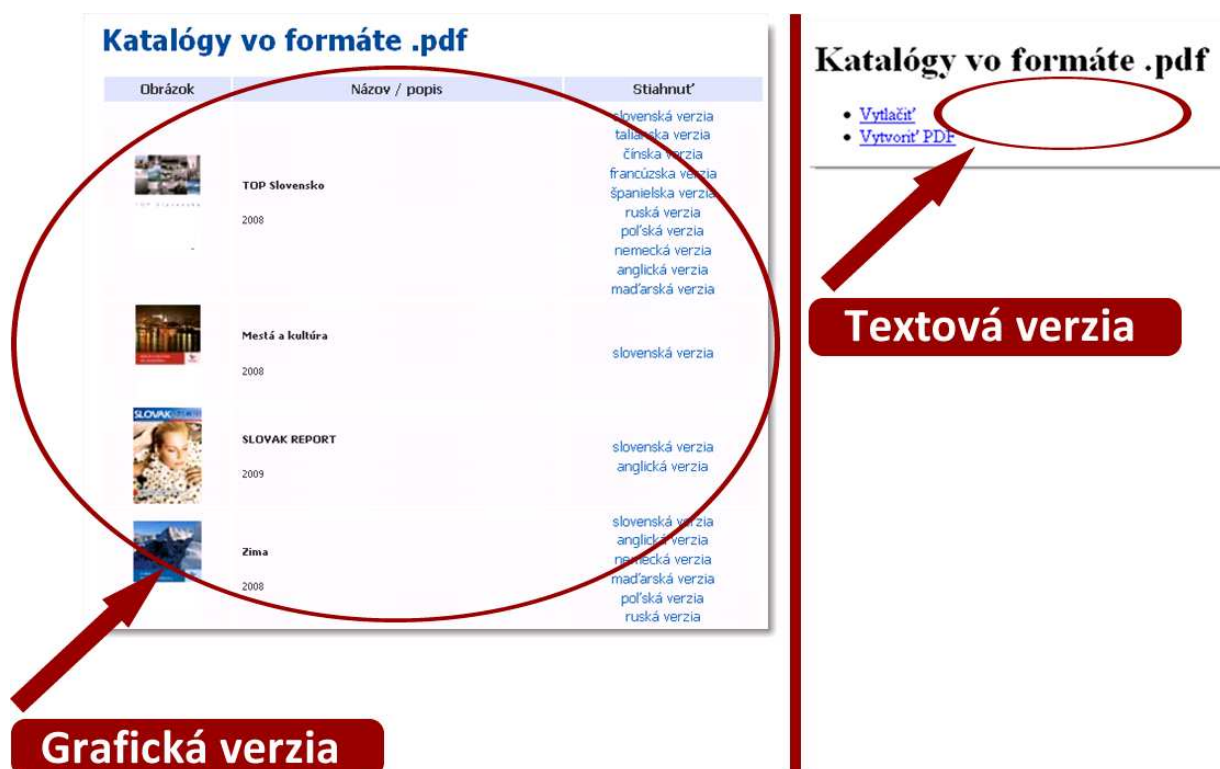 Katalógy vo formáte .pdf
Obrázok Názov / popis Stiahnuť
slovenská verzia
talianska verzia
čínska verzia
francúzska verzia
španielska verzia
ruská verzia
poľská verzia
nemecká verzia
anglická verzia
maďarská verzia
TOP Slovensko
2008
TOP Slovensko
Mestá a kultúra
2008
slovenská verzia
SLOVAK
SLOVAK REPORT
2009
slovenská verzia
anglická verzia
Zima
2008
slovenská verzia
anglická verzia
nemecká verzia
maďarská verzia
poľská verzia
ruská verzia
Grafická verzia
Katalógy vo formáte .pdf
Vytlačiť
Vytvoriť PDF
Textová verzia